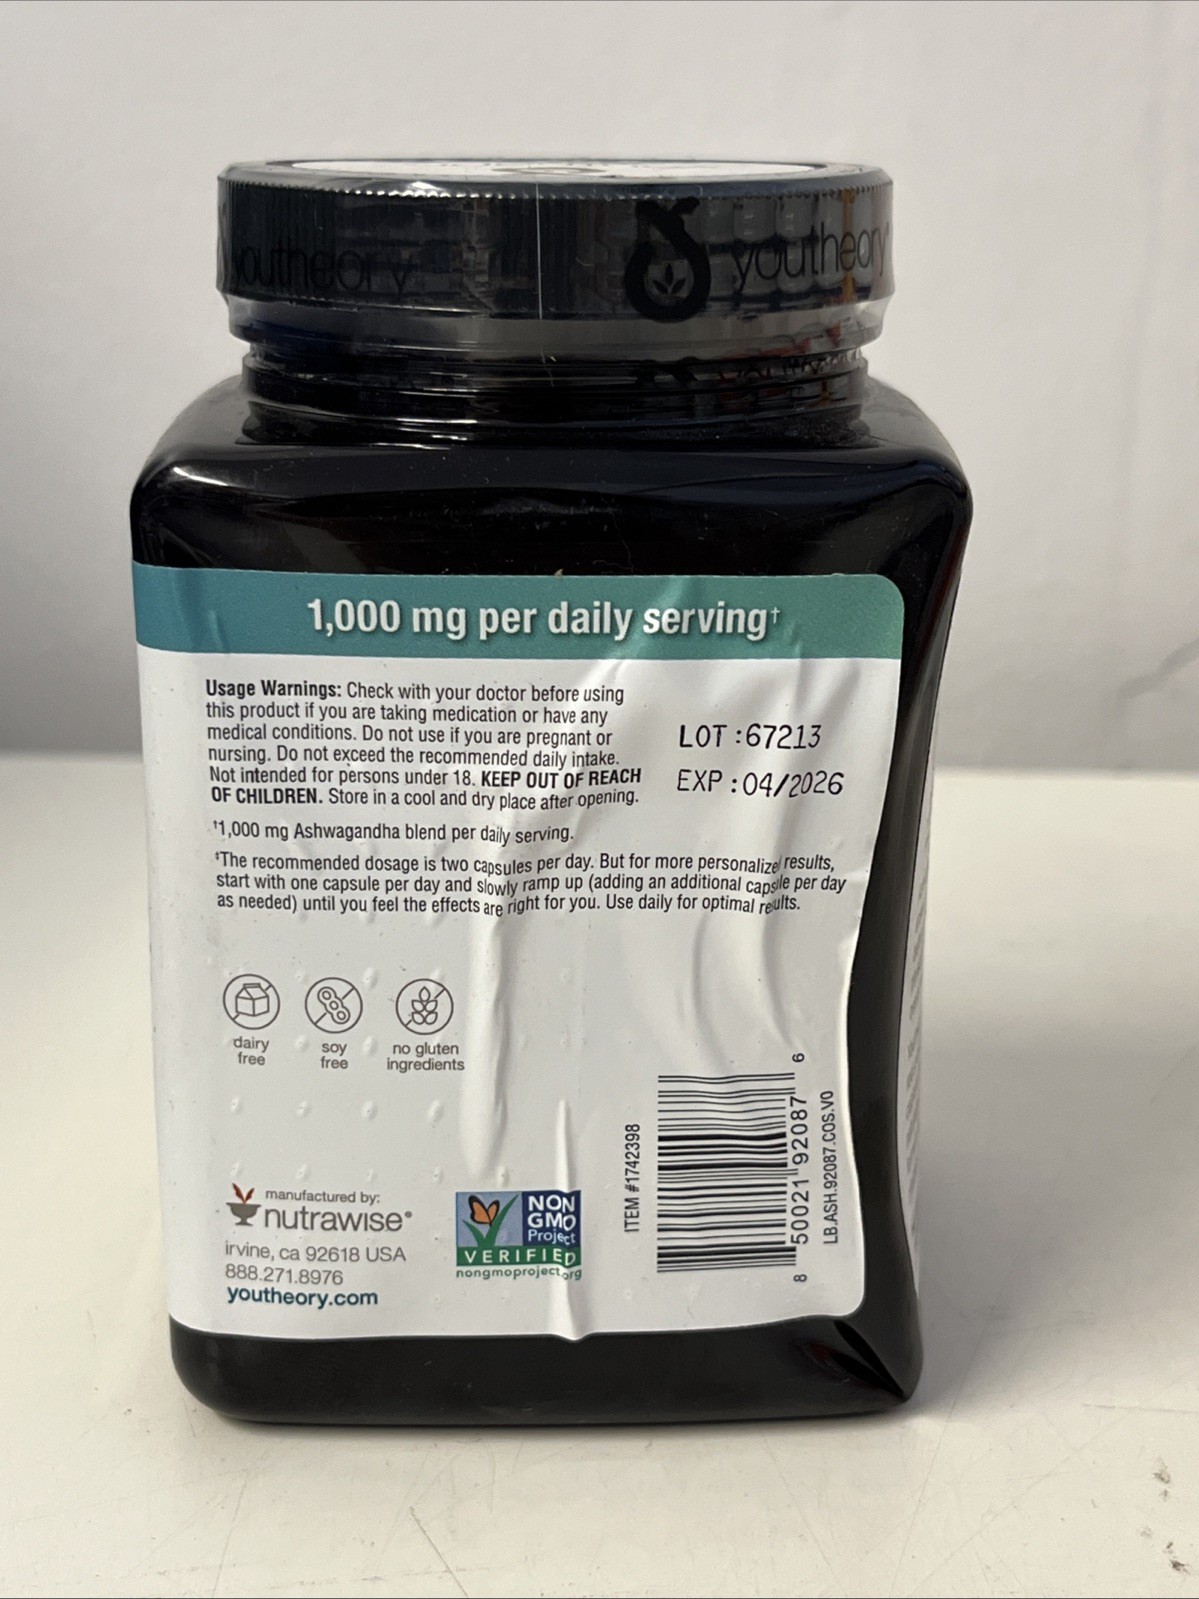 youtheory
youtheory
1,000 mg per daily serving†
Usage Warnings: Check with your doctor before using
this product if you are taking medication or have any
medical conditions. Do not use if you are pregnant or
nursing. Do not exceed the recommended daily intake.
Not intended for persons under 18. KEEP OUT OF REACH
OF CHILDREN. Store in a cool and dry place after opening.
LOT :67213
EXP :04/2026
†1,000 mg Ashwagandha blend per daily serving.
‡The recommended dosage is two capsules per day. But for more personalize results,
start with one capsule per day and slowly ramp up (adding an additional capsule per day
as needed) until you feel the effects are right for you. Use daily for optimal results.
dairy
free
soy
free
no gluten
ingredients
manufactured by:
nutrawise®
irvine, ca 92618 USA
888.271.8976
youtheory.com
NON
GMO
Project
VERIFIED
nongmoproject.org
ITEM #1742398
8 50021 92087 6
LB.ASH.92087.COS.V0